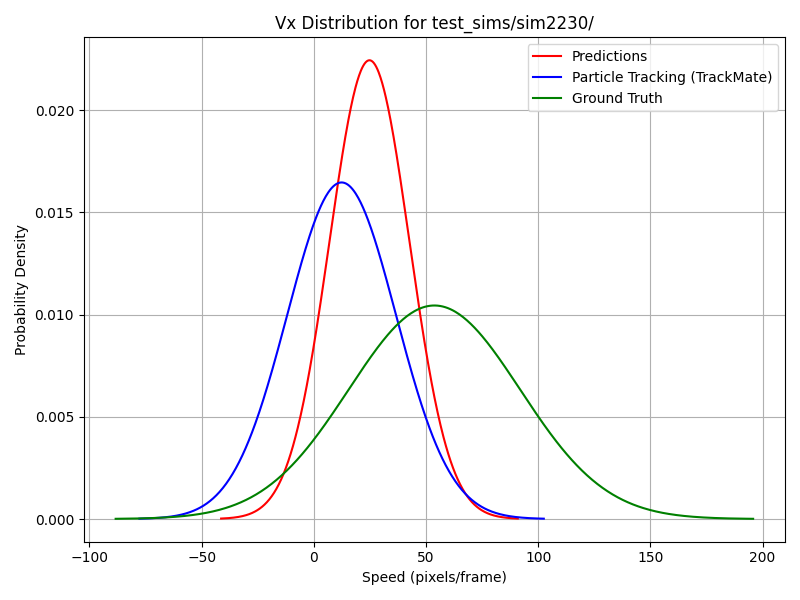 Vx Distribution for test_sims/sim2230/
Predictions
Particle Tracking (TrackMate)
Ground Truth
Probability Density
0.020
0.015
0.010
0.005
0.000
−100
−50
0
50
100
150
200
Speed (pixels/frame)